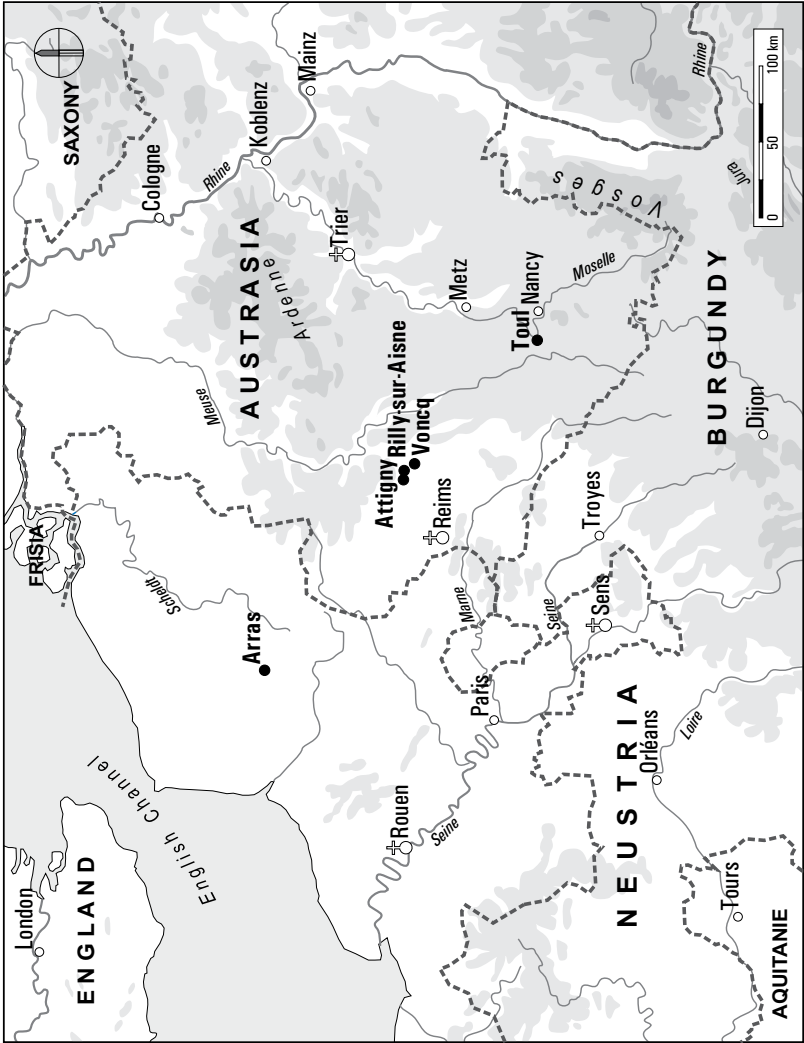 London
ENGLAND
English Channel
FRISIA
SAXONY
Scheldt
Arras
Meuse
Cologne
Rhine
Koblenz
Mainz
AUSTRASIA
Ardenne
Trier
Rouen
Seine
Attigny
Rilly-sur-Aisne
Voncq
Reims
Metz
Marne
Paris
Toul
Nancy
Moselle
Vosges
Seine
Sens
Troyes
NEUSTRIA
Orléans
Loire
Tours
AQUITANIE
BURGUNDY
Dijon
Jura
Rhine
0 50 100 km